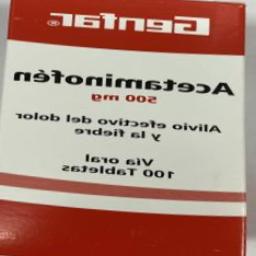 Genfar®
Acetaminofén
500 mg
Alivio efectivo del dolor
y la fiebre
Vía oral
100 Tabletas